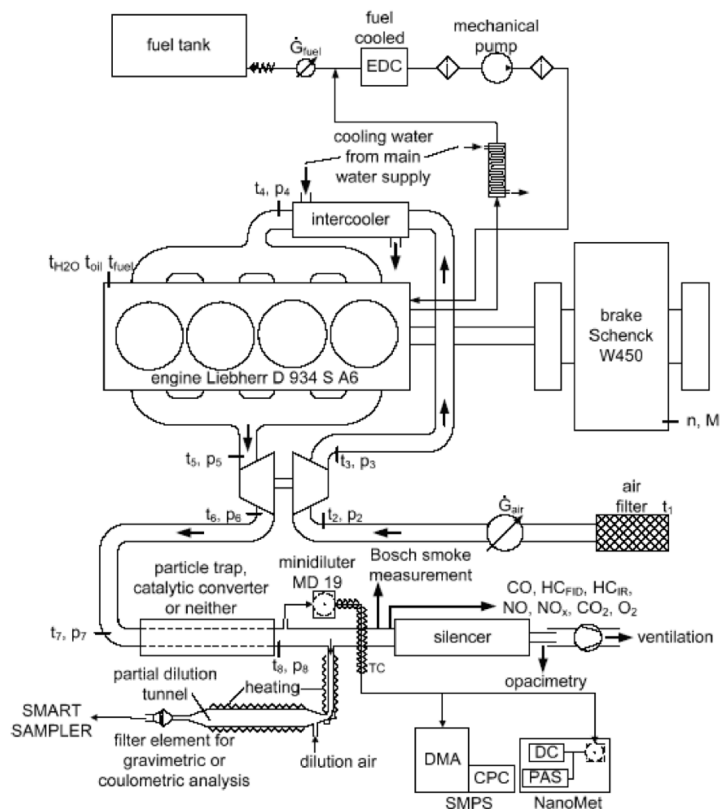 fuel tank
Ġfuel
fuel
cooled
EDC
mechanical
pump
cooling water
from main
water supply
t4, p4
intercooler
tH2O toil tfuel
brake
Schenck
W450
engine Liebherr D 934 S A6
n, M
t5, p5
t3, p3
t6, p6
t2, p2
Ġair
air
filter
t1
particle trap,
catalytic converter
or neither
minidiluter
MD 19
Bosch smoke
measurement
CO, HCFID, HCIR,
NO, NOx, CO2, O2
t7, p7
silencer
ventilation
t8, p8
TC
partial dilution
tunnel
heating
opacimetry
SMART
SAMPLER
filter element for
gravimetric or
coulometric analysis
dilution air
DMA
CPC
SMPS
DC
PAS
NanoMet